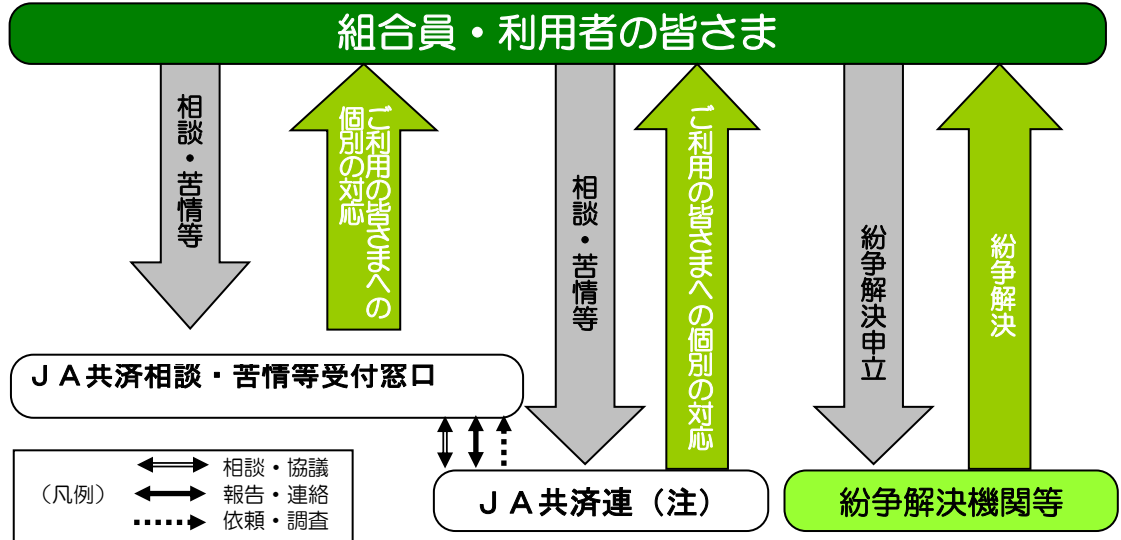 組合員・利用者の皆さま
相談・苦情等
ご利用の皆さまへの
個別の対応
相談・苦情等
ご利用の皆さまへの個別の対応
紛争解決申立
紛争解決
ＪＡ共済相談・苦情等受付窓口
ＪＡ共済連（注）
紛争解決機関等
（凡例）
相談・協議
報告・連絡
依頼・調査